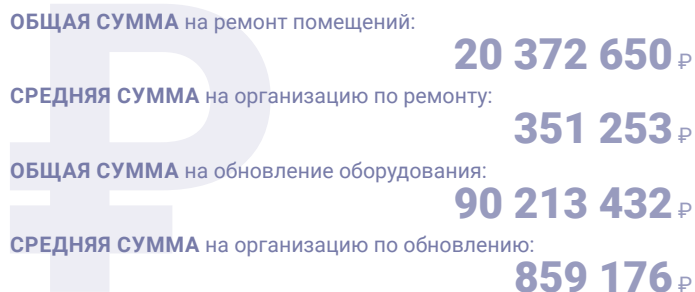 ОБЩАЯ СУММА на ремонт помещений:
20 372 650 ₽
СРЕДНЯЯ СУММА на организацию по ремонту:
351 253 ₽
ОБЩАЯ СУММА на обновление оборудования:
90 213 432 ₽
СРЕДНЯЯ СУММА на организацию по обновлению:
859 176 ₽